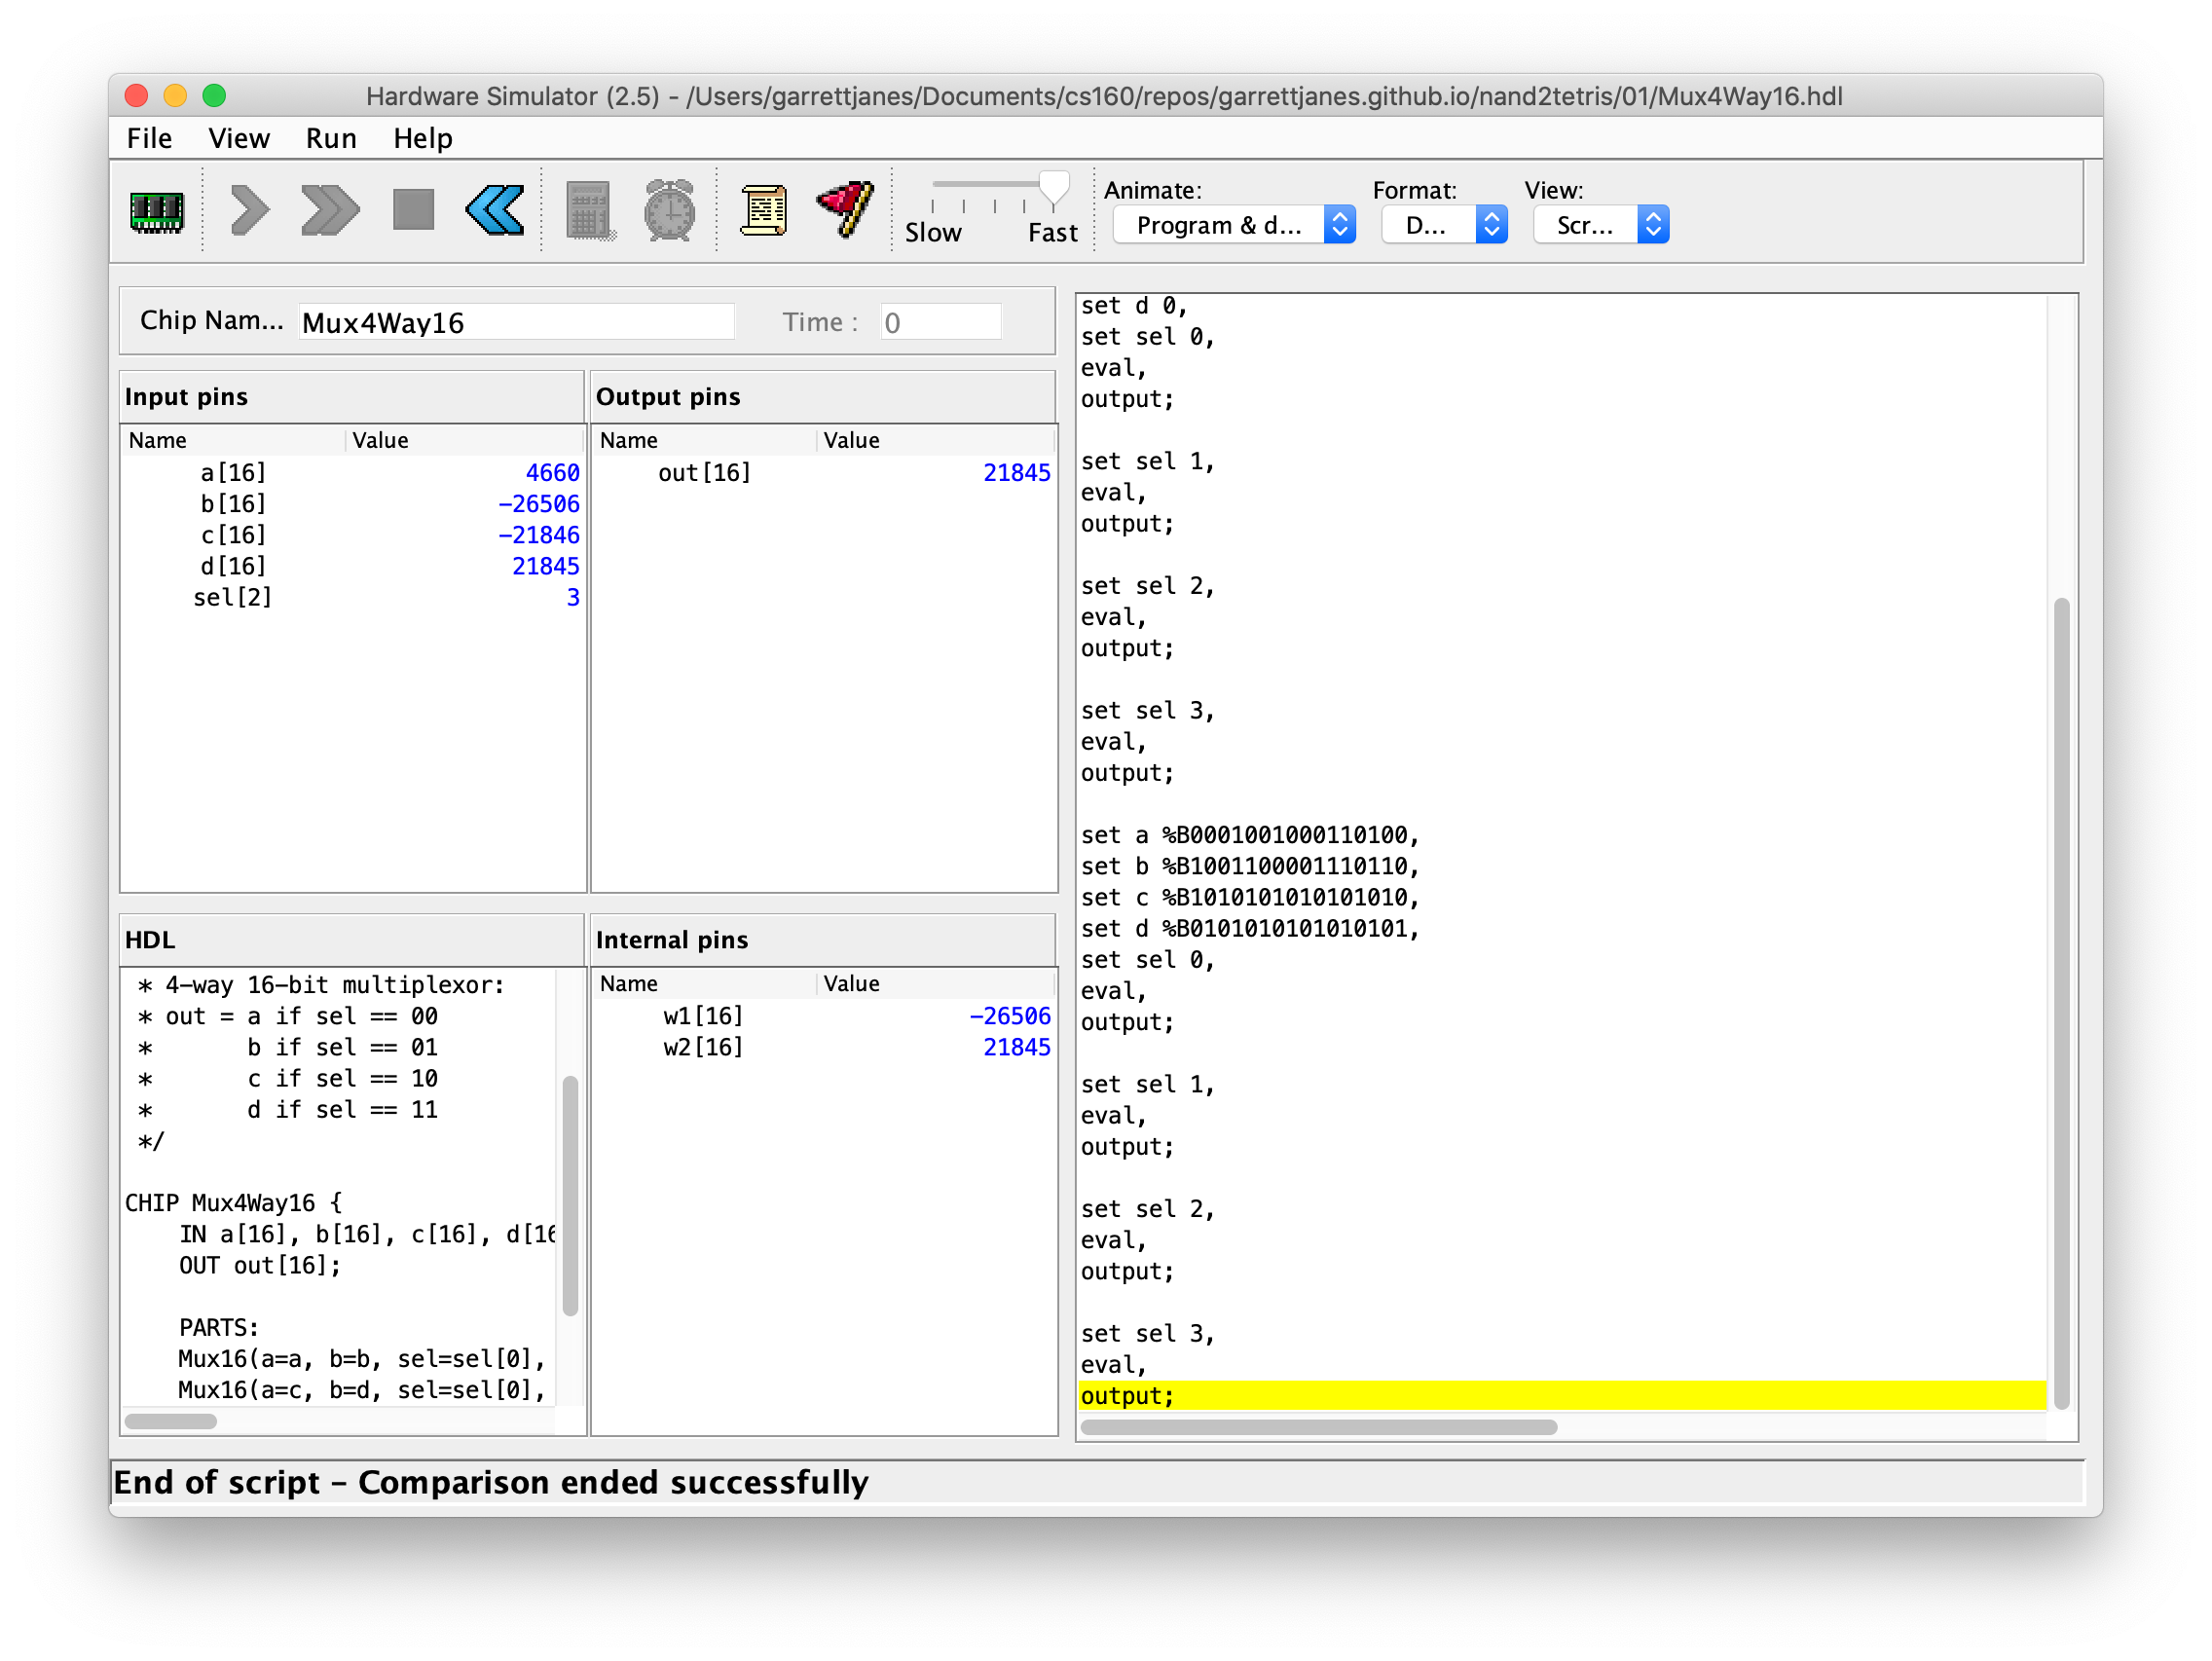 Hardware Simulator (2.5) - /Users/garrettjanes/Documents/cs160/repos/garrettjanes.github.io/nand2tetris/01/Mux4Way16.hdl
File View Run Help
Slow Fast
Animate: Format: View:
Program & d... D... Scr...
Chip Nam... Mux4Way16 Time : 0
Input pins
Name Value
a[16] 4660
b[16] -26506
c[16] -21846
d[16] 21845
sel[2] 3
Output pins
Name Value
out[16] 21845
HDL
* 4-way 16-bit multiplexor:
* out = a if sel == 00
*       b if sel == 01
*       c if sel == 10
*       d if sel == 11
*/
CHIP Mux4Way16 {
IN a[16], b[16], c[16], d[16
OUT out[16];
PARTS:
Mux16(a=a, b=b, sel=sel[0],
Mux16(a=c, b=d, sel=sel[0],
Internal pins
Name Value
w1[16] -26506
w2[16] 21845
set d 0,
set sel 0,
eval,
output;
set sel 1,
eval,
output;
set sel 2,
eval,
output;
set sel 3,
eval,
output;
set a %B0001001000110100,
set b %B1001100001110110,
set c %B1010101010101010,
set d %B0101010101010101,
set sel 0,
eval,
output;
set sel 1,
eval,
output;
set sel 2,
eval,
output;
set sel 3,
eval,
output;
End of script - Comparison ended successfully